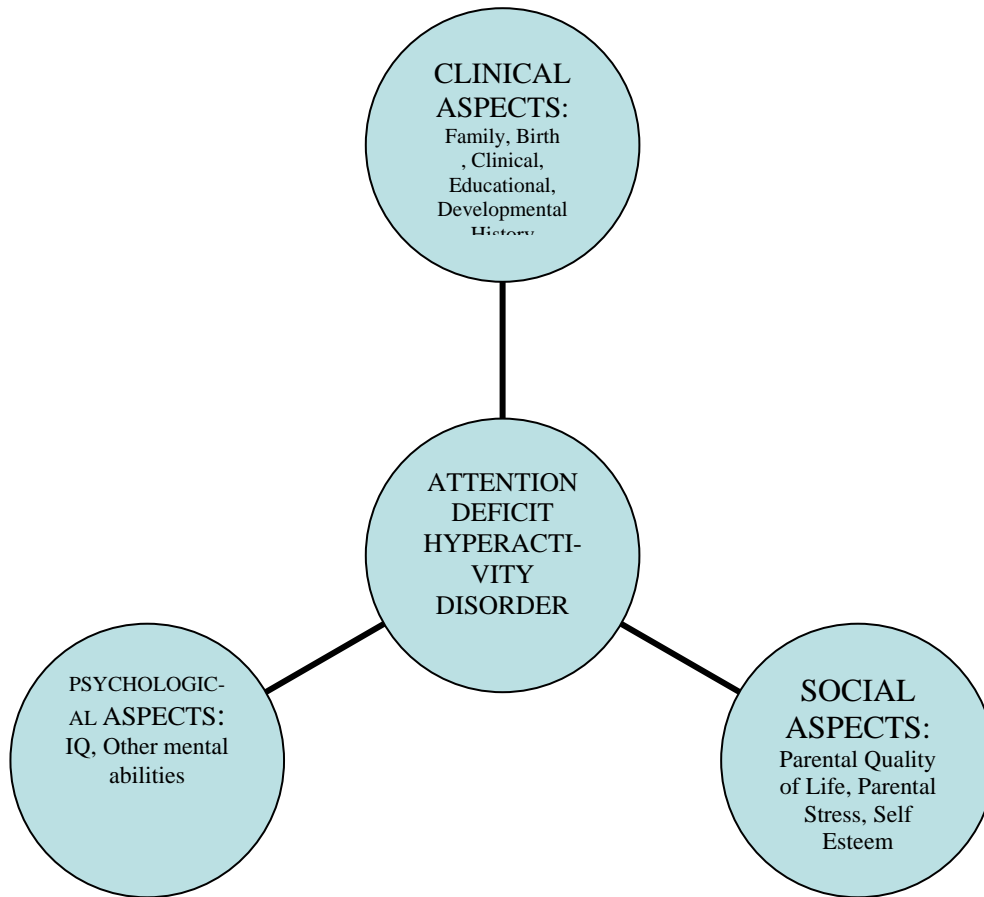 CLINICAL
ASPECTS:
Family, Birth
, Clinical,
Educational,
Developmental
History
ATTENTION
DEFICIT
HYPERACTI-
VITY
DISORDER
PSYCHOLOGIC-
AL ASPECTS:
IQ, Other mental
abilities
SOCIAL
ASPECTS:
Parental Quality
of Life, Parental
Stress, Self
Esteem